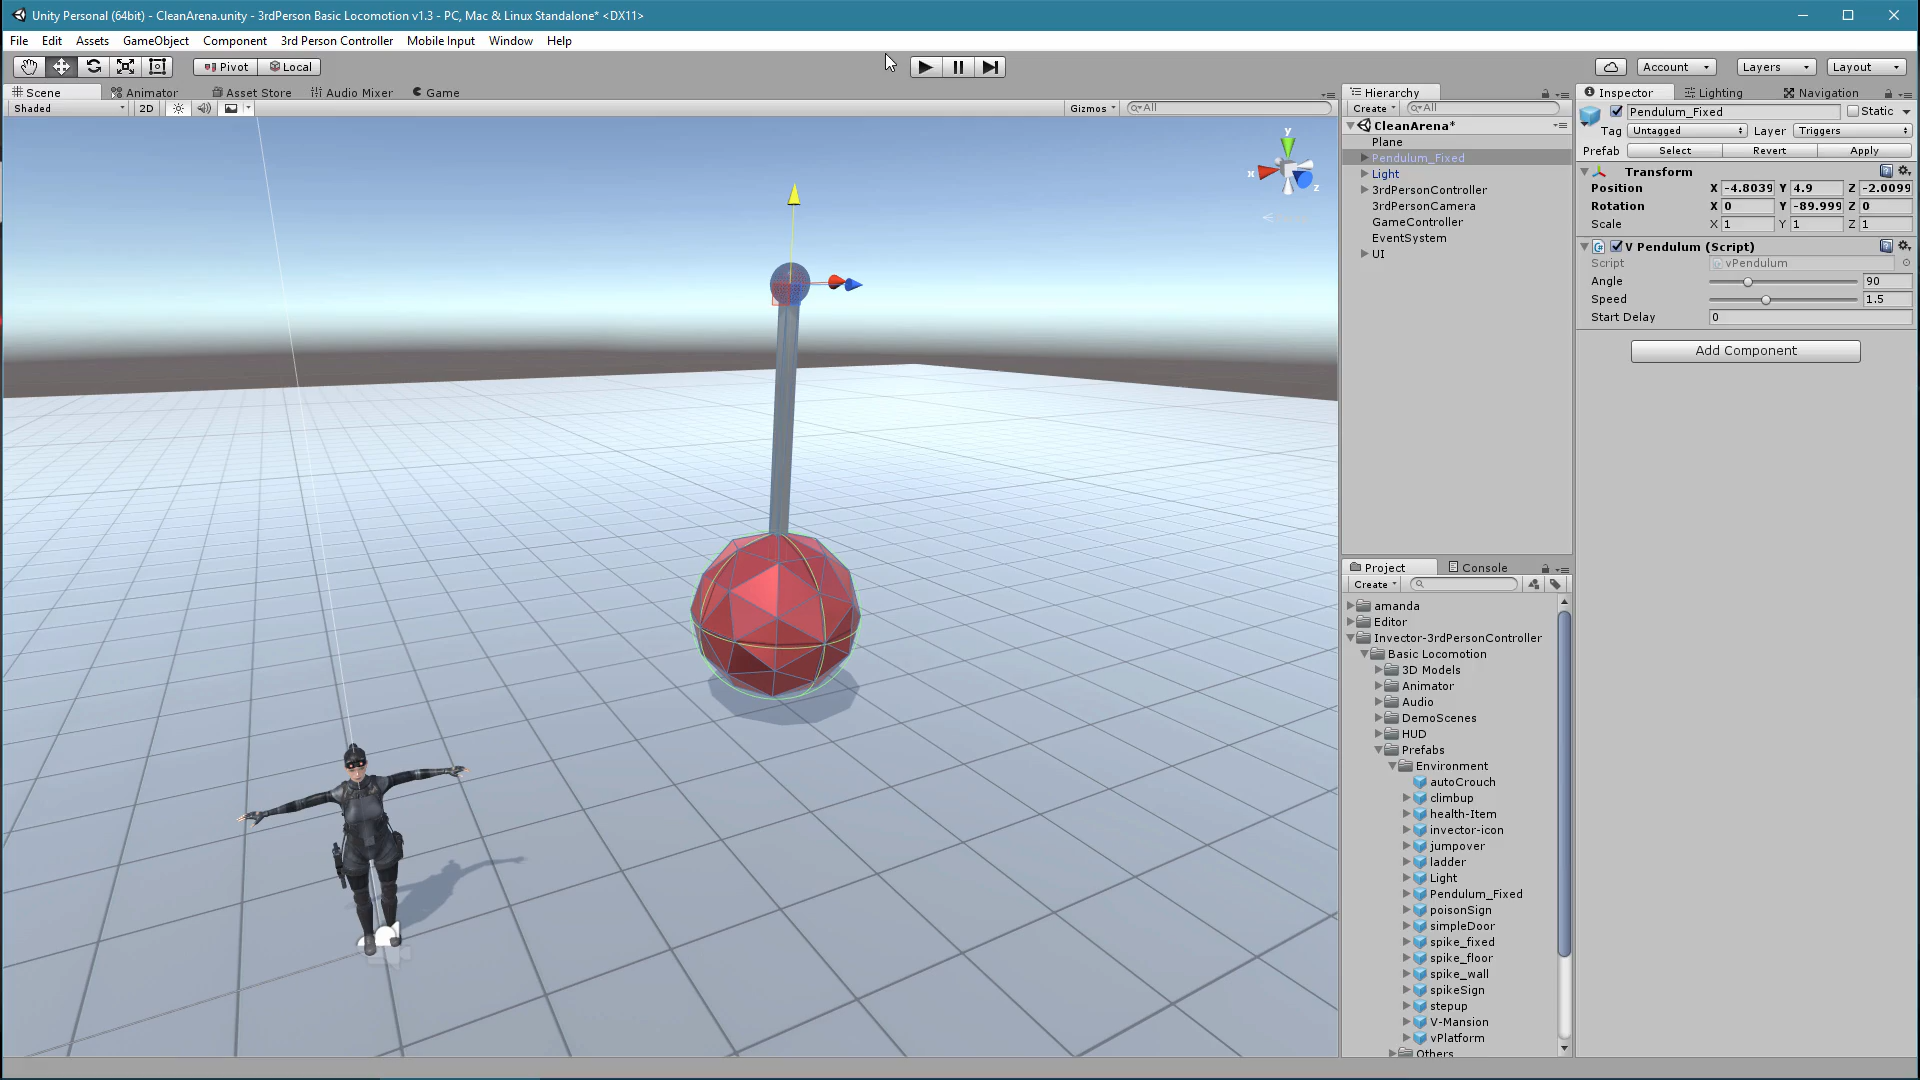 Unity Personal (64bit) - CleanArena.unity - 3rdPerson Basic Locomotion v1.3 - PC, Mac & Linux Standalone* <DX11>
File Edit Assets GameObject Component 3rd Person Controller Mobile Input Window Help
Pivot Local Account Layers Layout
Scene Animator Asset Store Audio Mixer Game
Shaded 2D Gizmos All
y
x
z
Hierarchy
Create All
CleanArena*
Plane
Pendulum_Fixed
Light
3rdPersonController
3rdPersonCamera
GameController
EventSystem
UI
Project Console
Create
amanda
Editor
Invector-3rdPersonController
Basic Locomotion
3D Models
Animator
Audio
DemoScenes
HUD
Prefabs
Environment
autoCrouch
climbup
health-Item
invector-icon
jumpover
ladder
Light
Pendulum_Fixed
poisonSign
simpleDoor
spike_fixed
spike_floor
spike_wall
spikeSign
stepup
V-Mansion
vPlatform
Others
Inspector Lighting Navigation
Pendulum_Fixed Static
Tag Untagged Layer Triggers
Prefab Select Revert Apply
Transform
Position X -4.8039 Y 4.9 Z -2.0099
Rotation X 0 Y -89.999 Z 0
Scale X 1 Y 1 Z 1
V Pendulum (Script)
Script vPendulum
Angle 90
Speed 1.5
Start Delay 0
Add Component